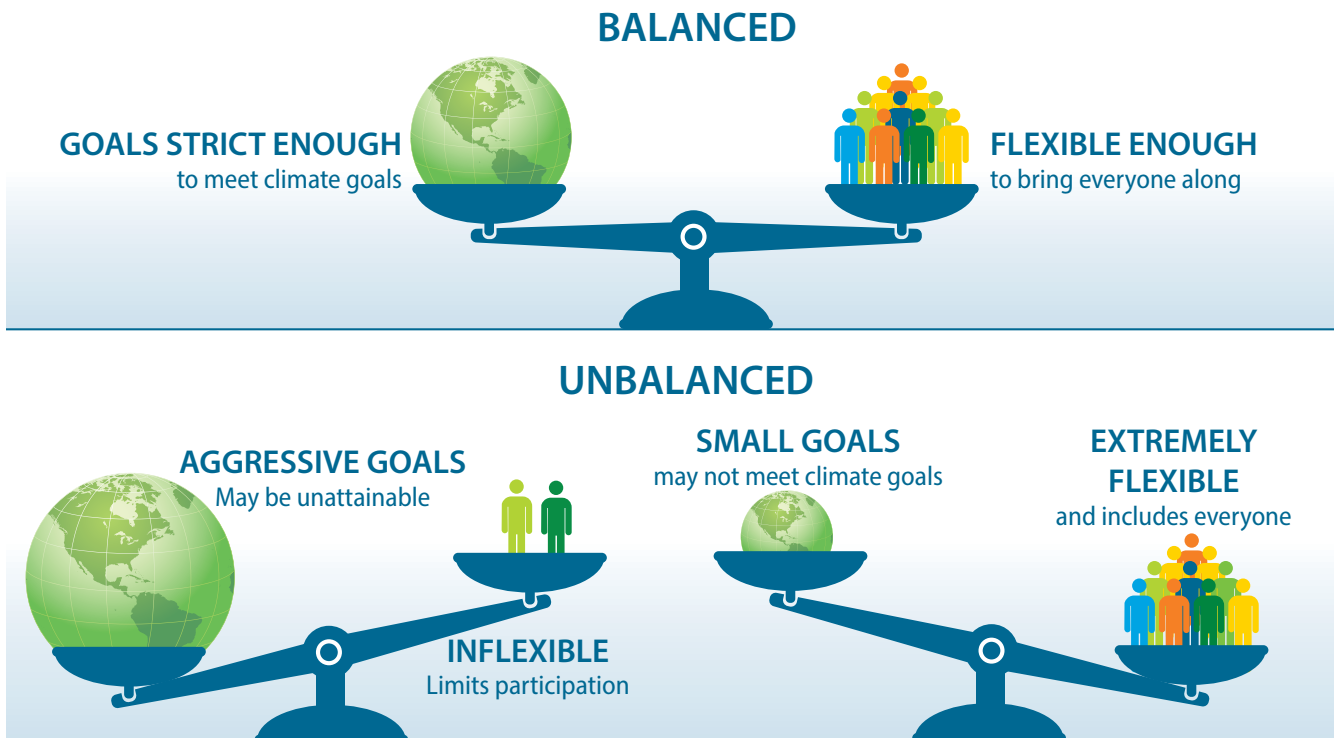 BALANCED
GOALS STRICT ENOUGH
to meet climate goals
FLEXIBLE ENOUGH
to bring everyone along
UNBALANCED
AGGRESSIVE GOALS
May be unattainable
INFLEXIBLE
Limits participation
SMALL GOALS
may not meet climate goals
EXTREMELY
FLEXIBLE
and includes everyone